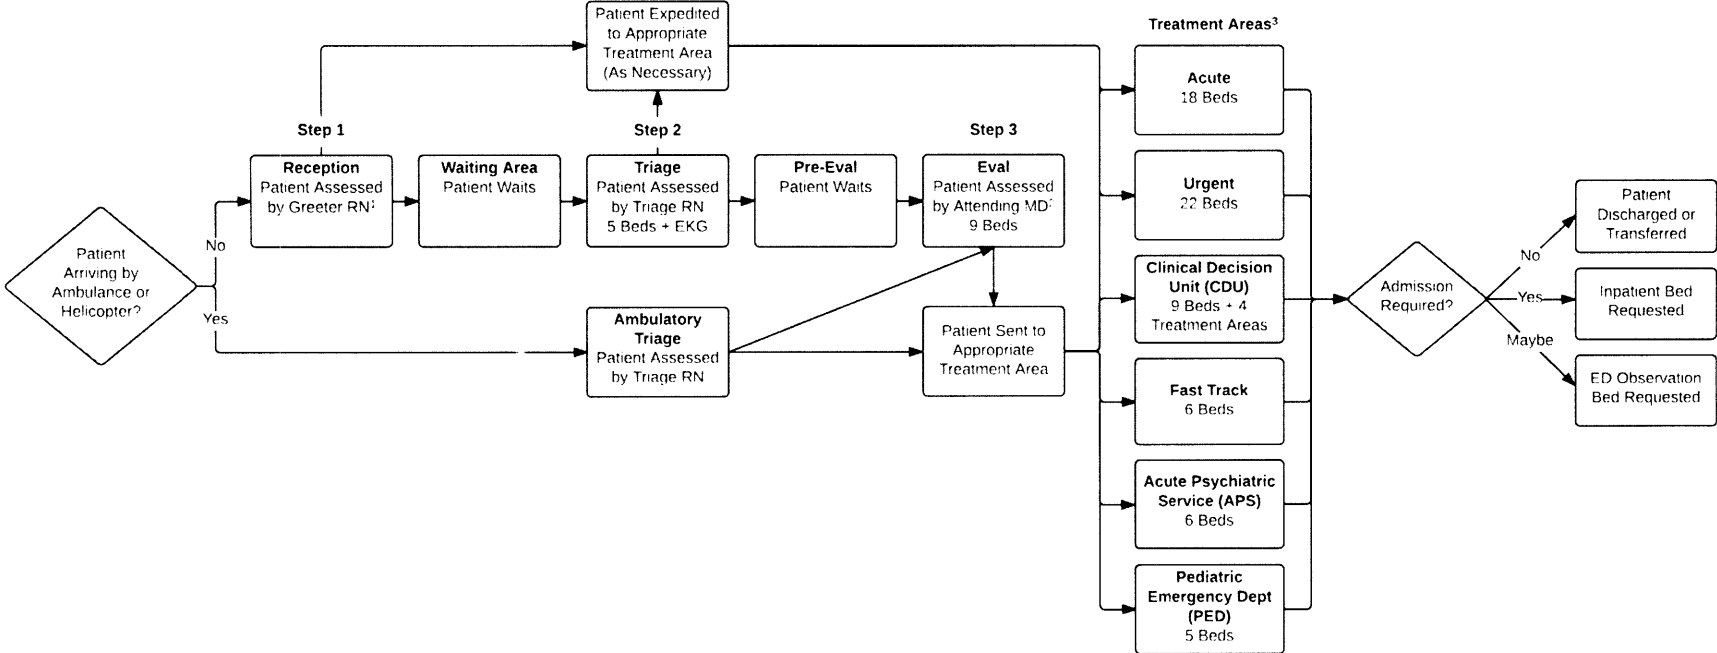 Patient Expedited
to Appropriate
Treatment Area
(As Necessary)
Treatment Areas³
Step 1
Step 2
Step 3
Reception
Patient Assessed
by Greeter RN¹
Waiting Area
Patient Waits
Triage
Patient Assessed
by Triage RN
5 Beds + EKG
Pre-Eval
Patient Waits
Eval
Patient Assessed
by Attending MD²
9 Beds
Patient
Arriving by
Ambulance or
Helicopter?
No
Yes
Ambulatory
Triage
Patient Assessed
by Triage RN
Patient Sent to
Appropriate
Treatment Area
Acute
18 Beds
Urgent
22 Beds
Clinical Decision
Unit (CDU)
9 Beds + 4
Treatment Areas
Fast Track
6 Beds
Acute Psychiatric
Service (APS)
6 Beds
Pediatric
Emergency Dept
(PED)
5 Beds
Admission
Required?
No
Yes
Maybe
Patient
Discharged or
Transferred
Inpatient Bed
Requested
ED Observation
Bed Requested